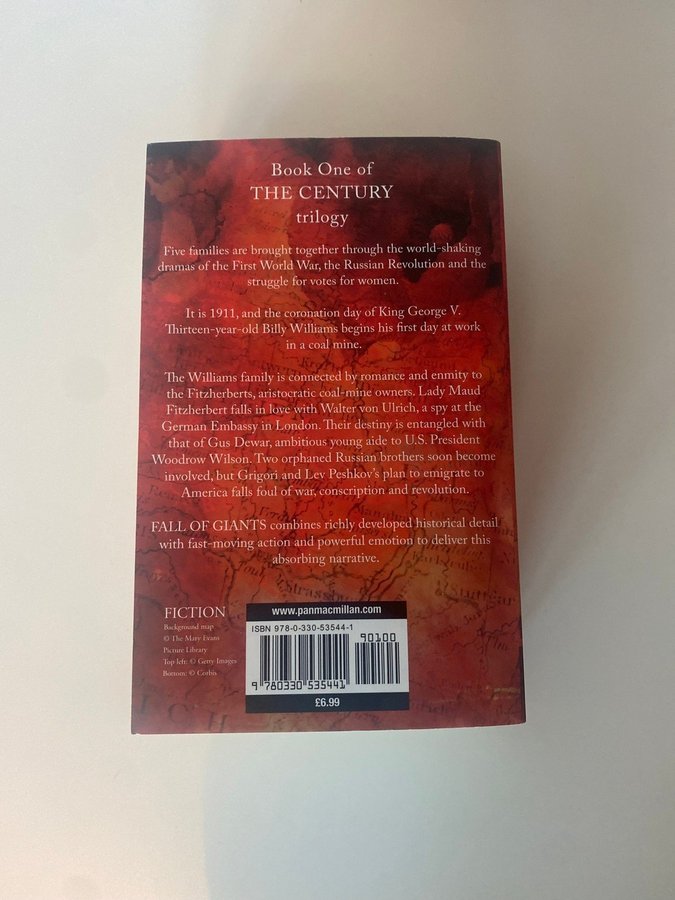 Book One of
THE CENTURY
trilogy
Five families are brought together through the world-shaking
dramas of the First World War, the Russian Revolution and the
struggle for votes for women.
It is 1911, and the coronation day of King George V.
Thirteen-year-old Billy Williams begins his first day at work
in a coal mine.
The Williams family is connected by romance and enmity to
the Fitzherberts, aristocratic coal-mine owners. Lady Maud
Fitzherbert falls in love with Walter von Ulrich, a spy at the
German Embassy in London. Their destiny is entangled with
that of Gus Dewar, ambitious young aide to U.S. President
Woodrow Wilson. Two orphaned Russian brothers soon become
involved, but Grigori and Lev Peshkov's plan to emigrate to
America falls foul of war, conscription and revolution.
FALL OF GIANTS combines richly developed historical detail
with fast-moving action and powerful emotion to deliver this
absorbing narrative.
FICTION
Background map
© The Mary Evans
Picture Library
Top left: © Getty Images
Bottom: © Corbis
www.panmacmillan.com
ISBN 978-0-330-53544-1
90100
9 780330 535441
£6.99